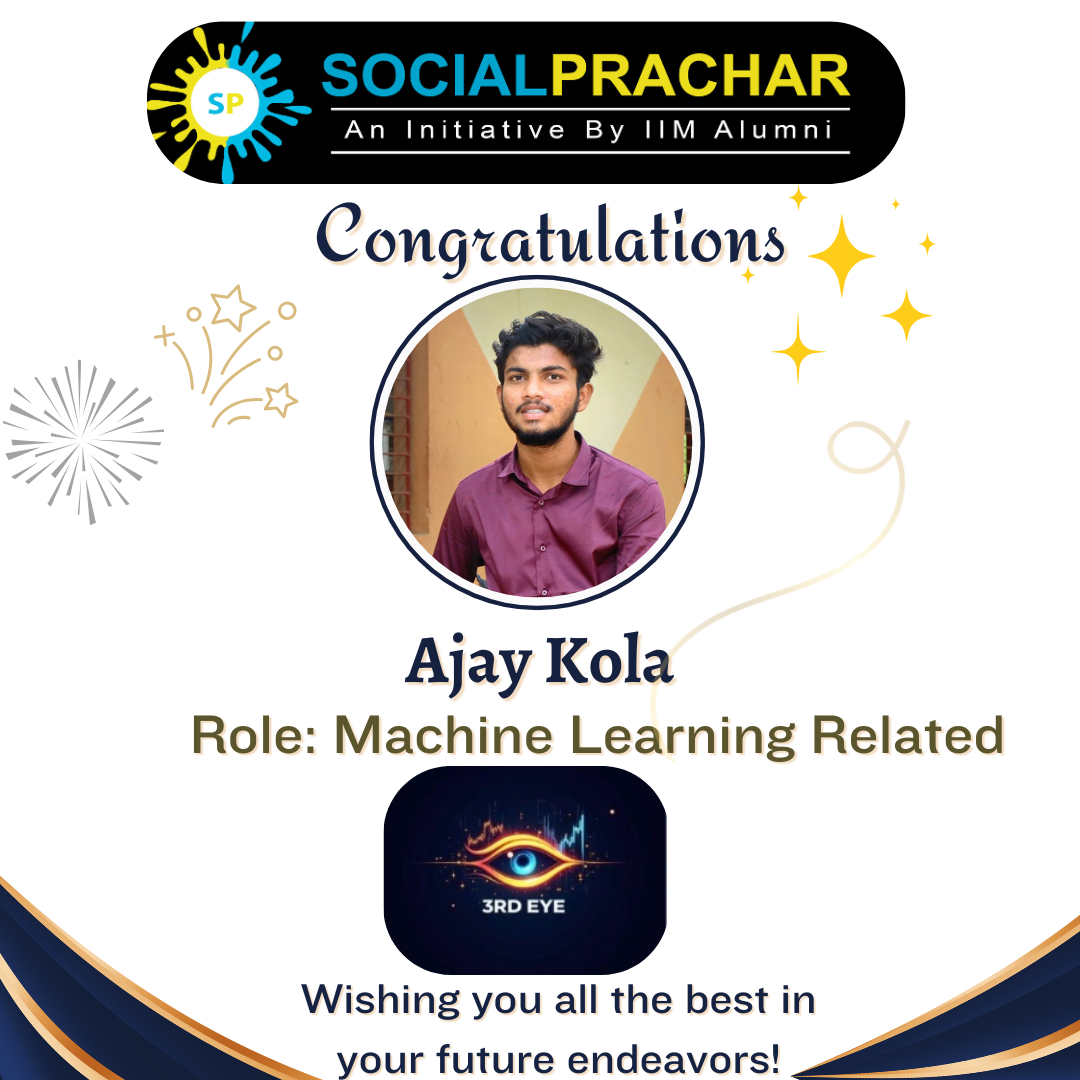 SP
SOCIALPRACHAR
An Initiative By IIM Alumni
Congratulations
Ajay Kola
Role: Machine Learning Related
3RD EYE
Wishing you all the best in
your future endeavors!